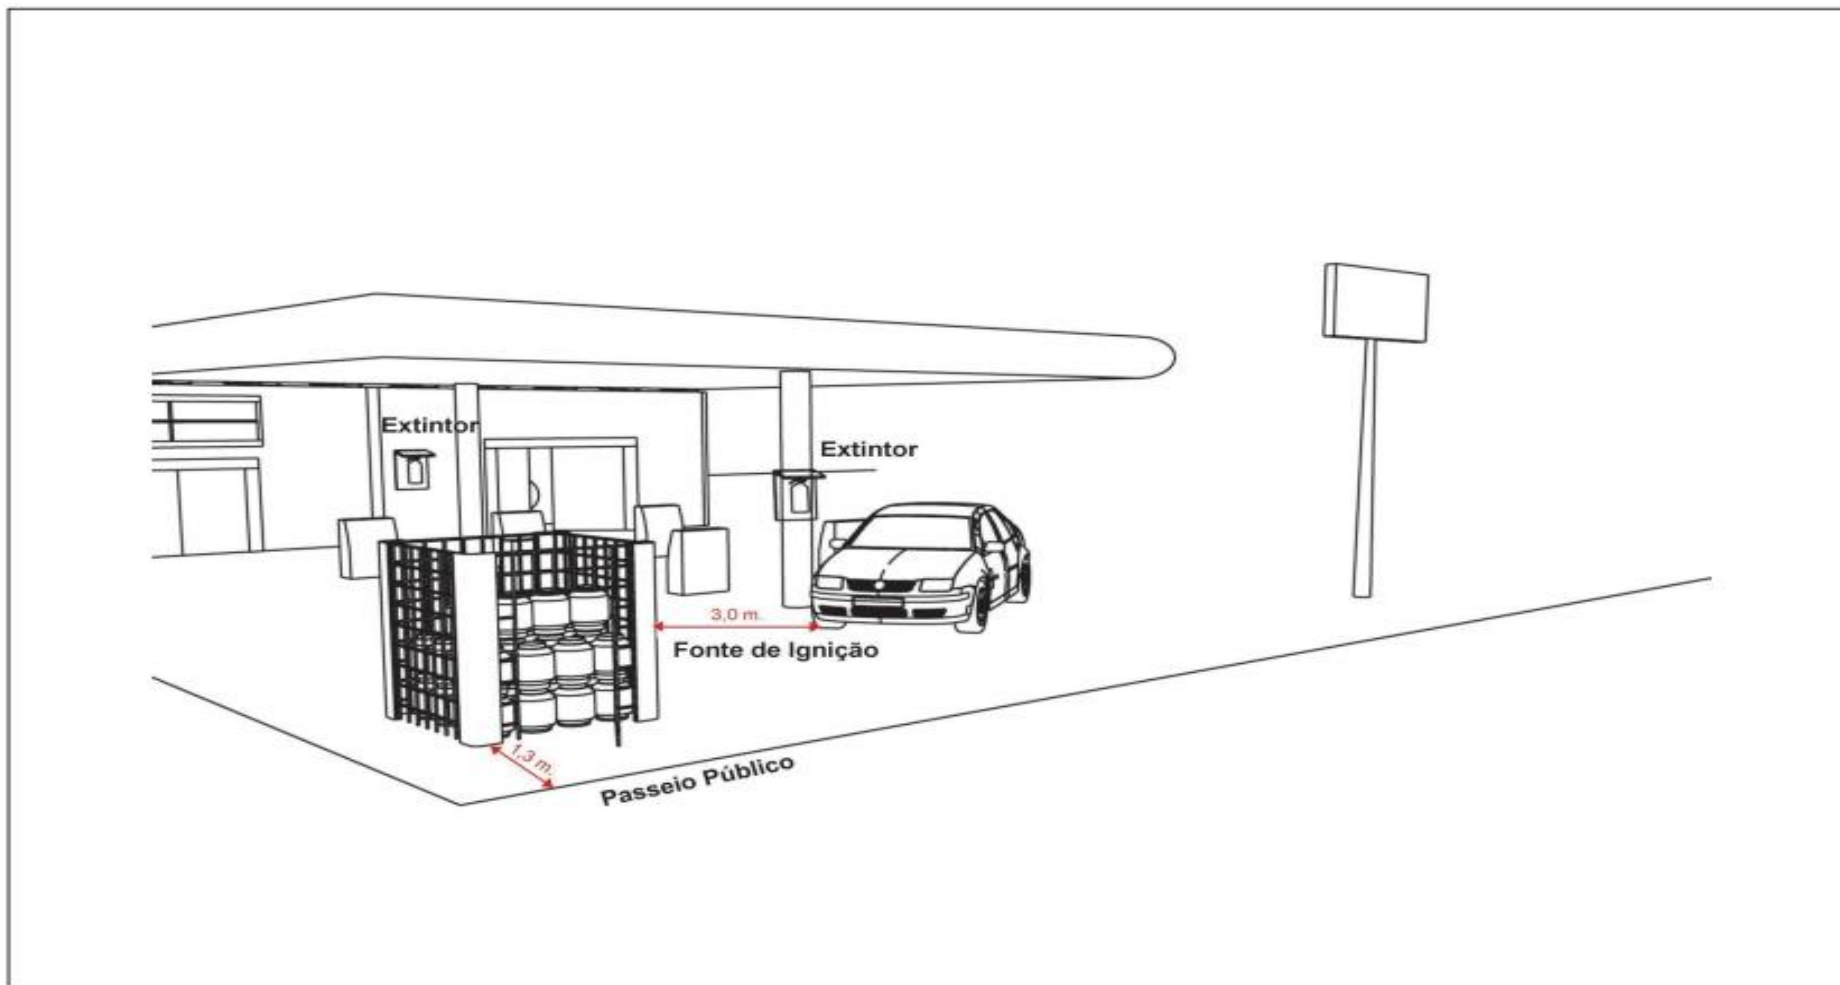 Extintor
Extintor
3,0 m.
Fonte de Ignição
1,3 m.
Passeio Público